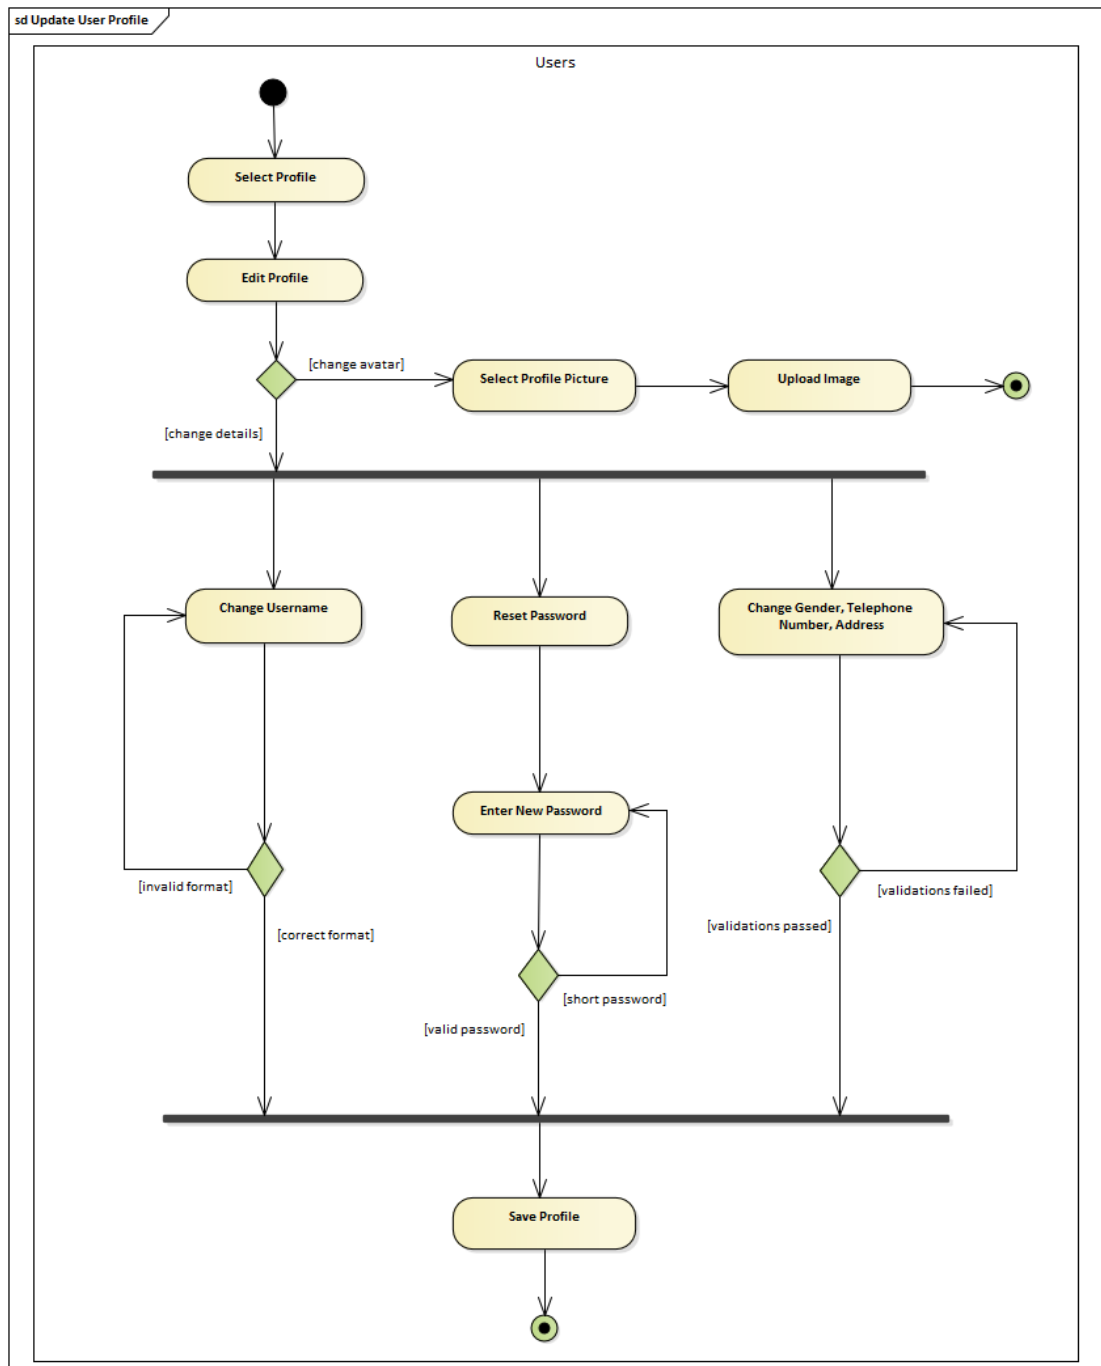 sd Update User Profile
Users
Select Profile
Edit Profile
[change avatar]
Select Profile Picture
Upload Image
[change details]
Change Username
Reset Password
Change Gender, Telephone
Number, Address
Enter New Password
[invalid format]
[validations failed]
[validations passed]
[correct format]
[short password]
[valid password]
Save Profile